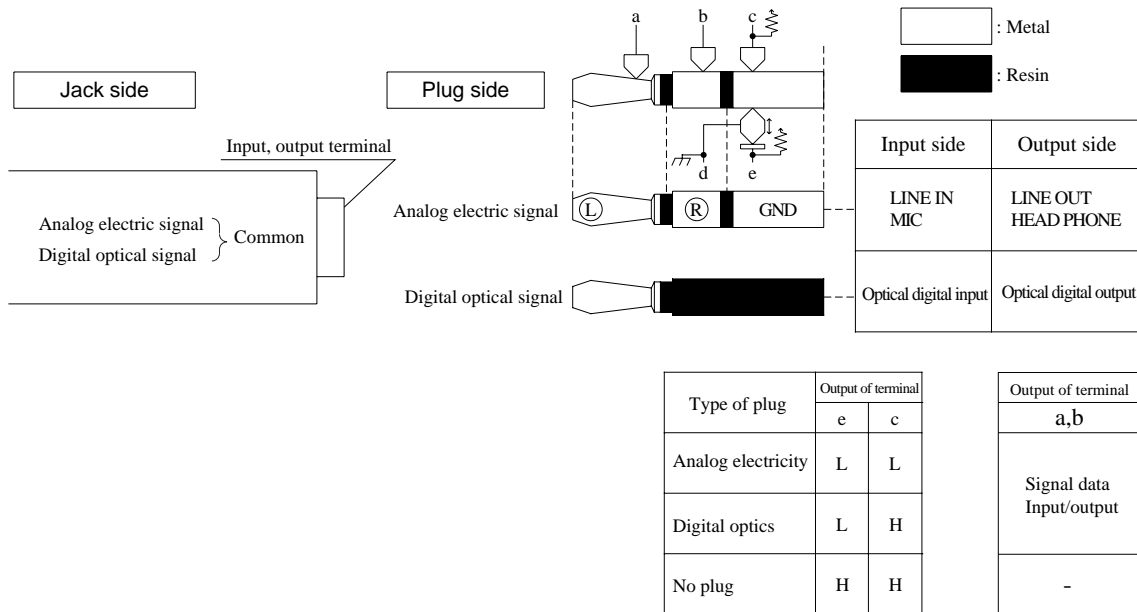 a
b
c
: Metal
: Resin
Jack side
Plug side
Input, output terminal
Analog electric signal
Digital optical signal
Common
d
e
Analog electric signal
L
R
GND
Digital optical signal
Input side
Output side
LINE IN
MIC
LINE OUT
HEAD PHONE
Optical digital input
Optical digital output
Type of plug
Output of terminal
e
c
Analog electricity
L
L
Digital optics
L
H
No plug
H
H
Output of terminal
a,b
Signal data
Input/output
-